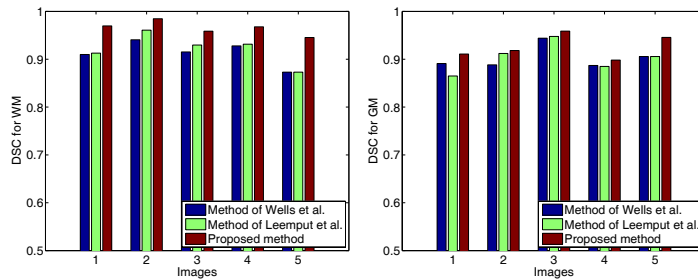 1
0.9
0.8
0.7
0.6
0.5
DSC for WM
1 2 3 4 5
Images
Method of Wells et al.
Method of Leemput et al.
Proposed method
1
0.9
0.8
0.7
0.6
0.5
DSC for GM
1 2 3 4 5
Images
Method of Wells et al.
Method of Leemput et al.
Proposed method